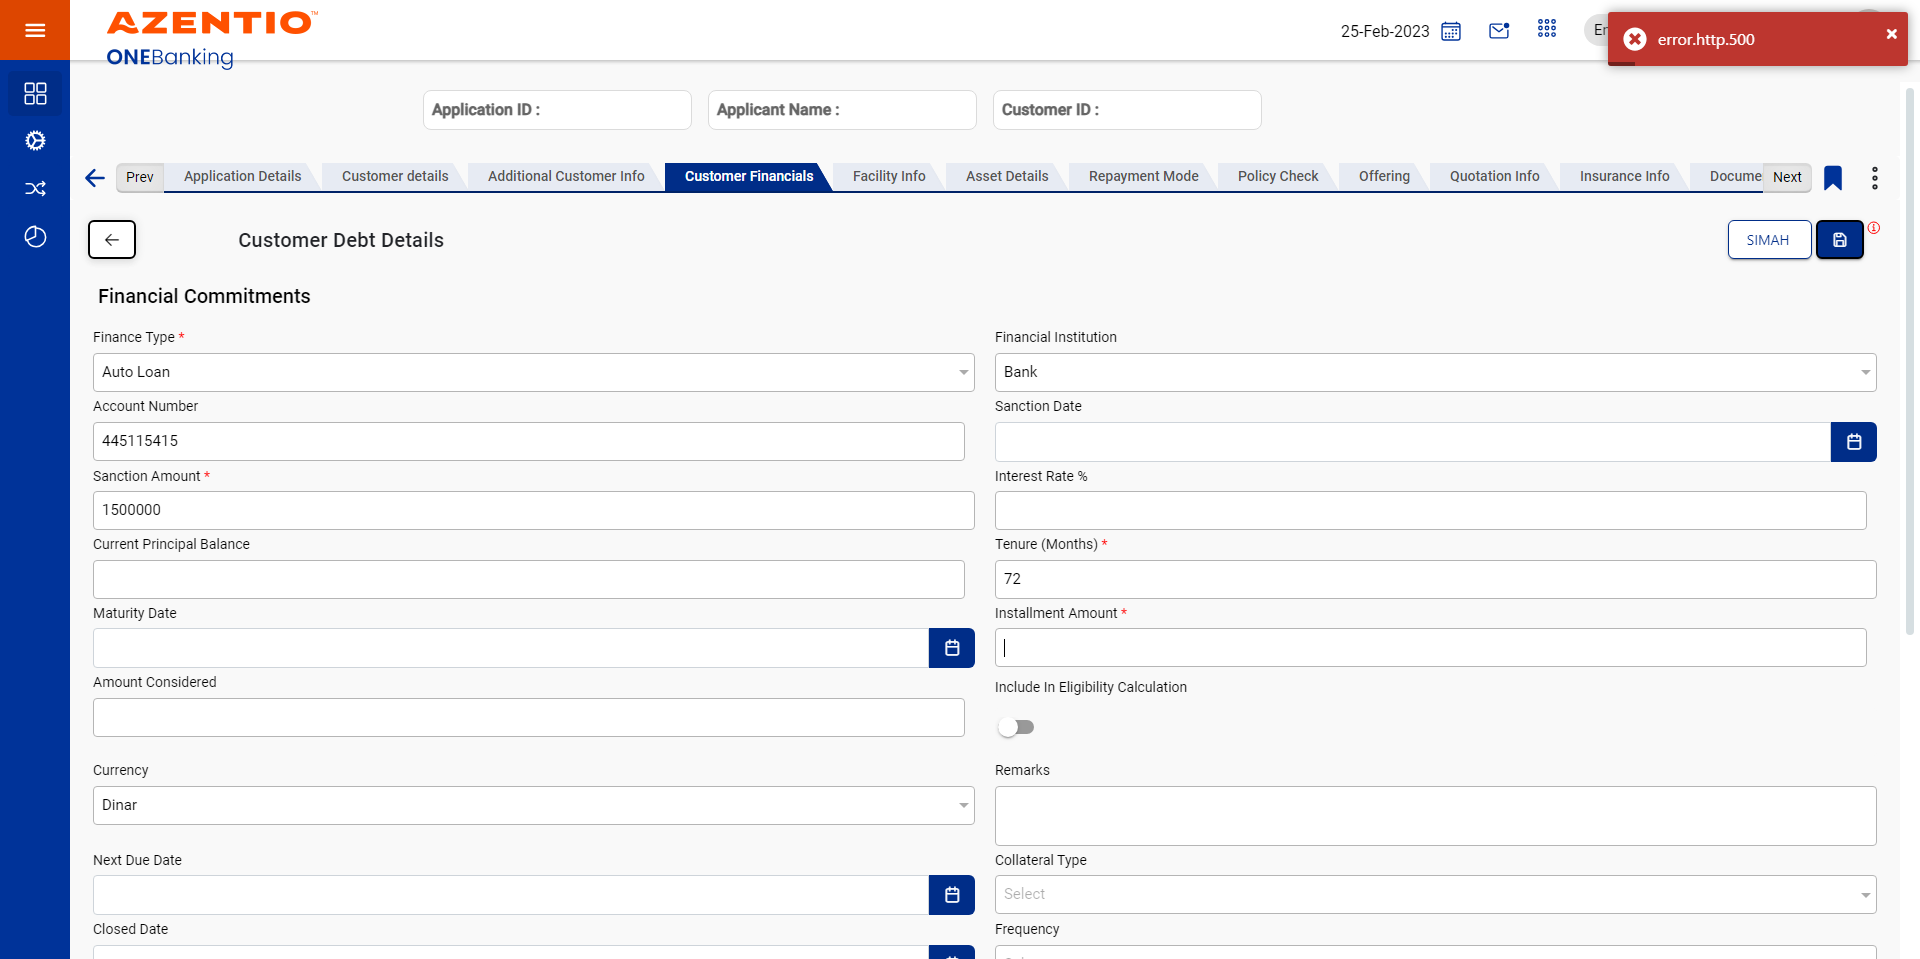 AZENTIO™
ONEBanking
25-Feb-2023
error.http.500
Application ID :
Applicant Name :
Customer ID :
Prev
Application Details
Customer details
Additional Customer Info
Customer Financials
Facility Info
Asset Details
Repayment Mode
Policy Check
Offering
Quotation Info
Insurance Info
Docume
Next
Customer Debt Details
SIMAH
Financial Commitments
Finance Type *
Financial Institution
Auto Loan
Bank
Account Number
Sanction Date
445115415
Sanction Amount *
Interest Rate %
1500000
Current Principal Balance
Tenure (Months) *
72
Maturity Date
Installment Amount *
Amount Considered
Include In Eligibility Calculation
Currency
Remarks
Dinar
Next Due Date
Collateral Type
Select
Closed Date
Frequency